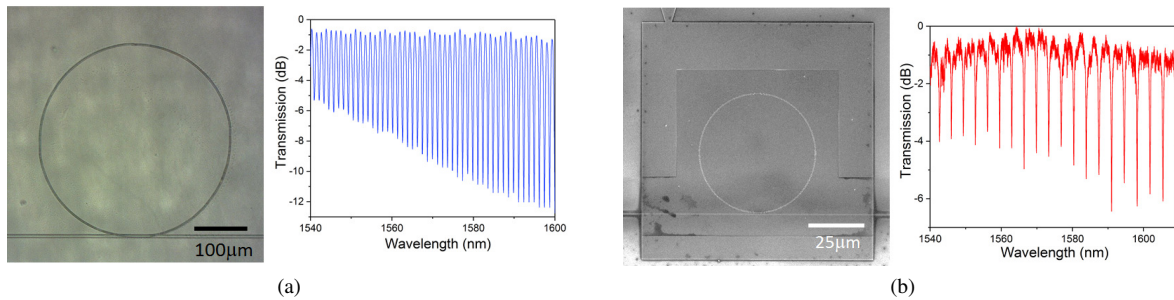 100μm
0
-2
-4
-6
-8
-10
-12
Transmission (dB)
1540
1560
1580
1600
Wavelength (nm)
(a)
25μm
0
-2
-4
-6
Transmission (dB)
1540
1560
1580
1600
Wavelength (nm)
(b)